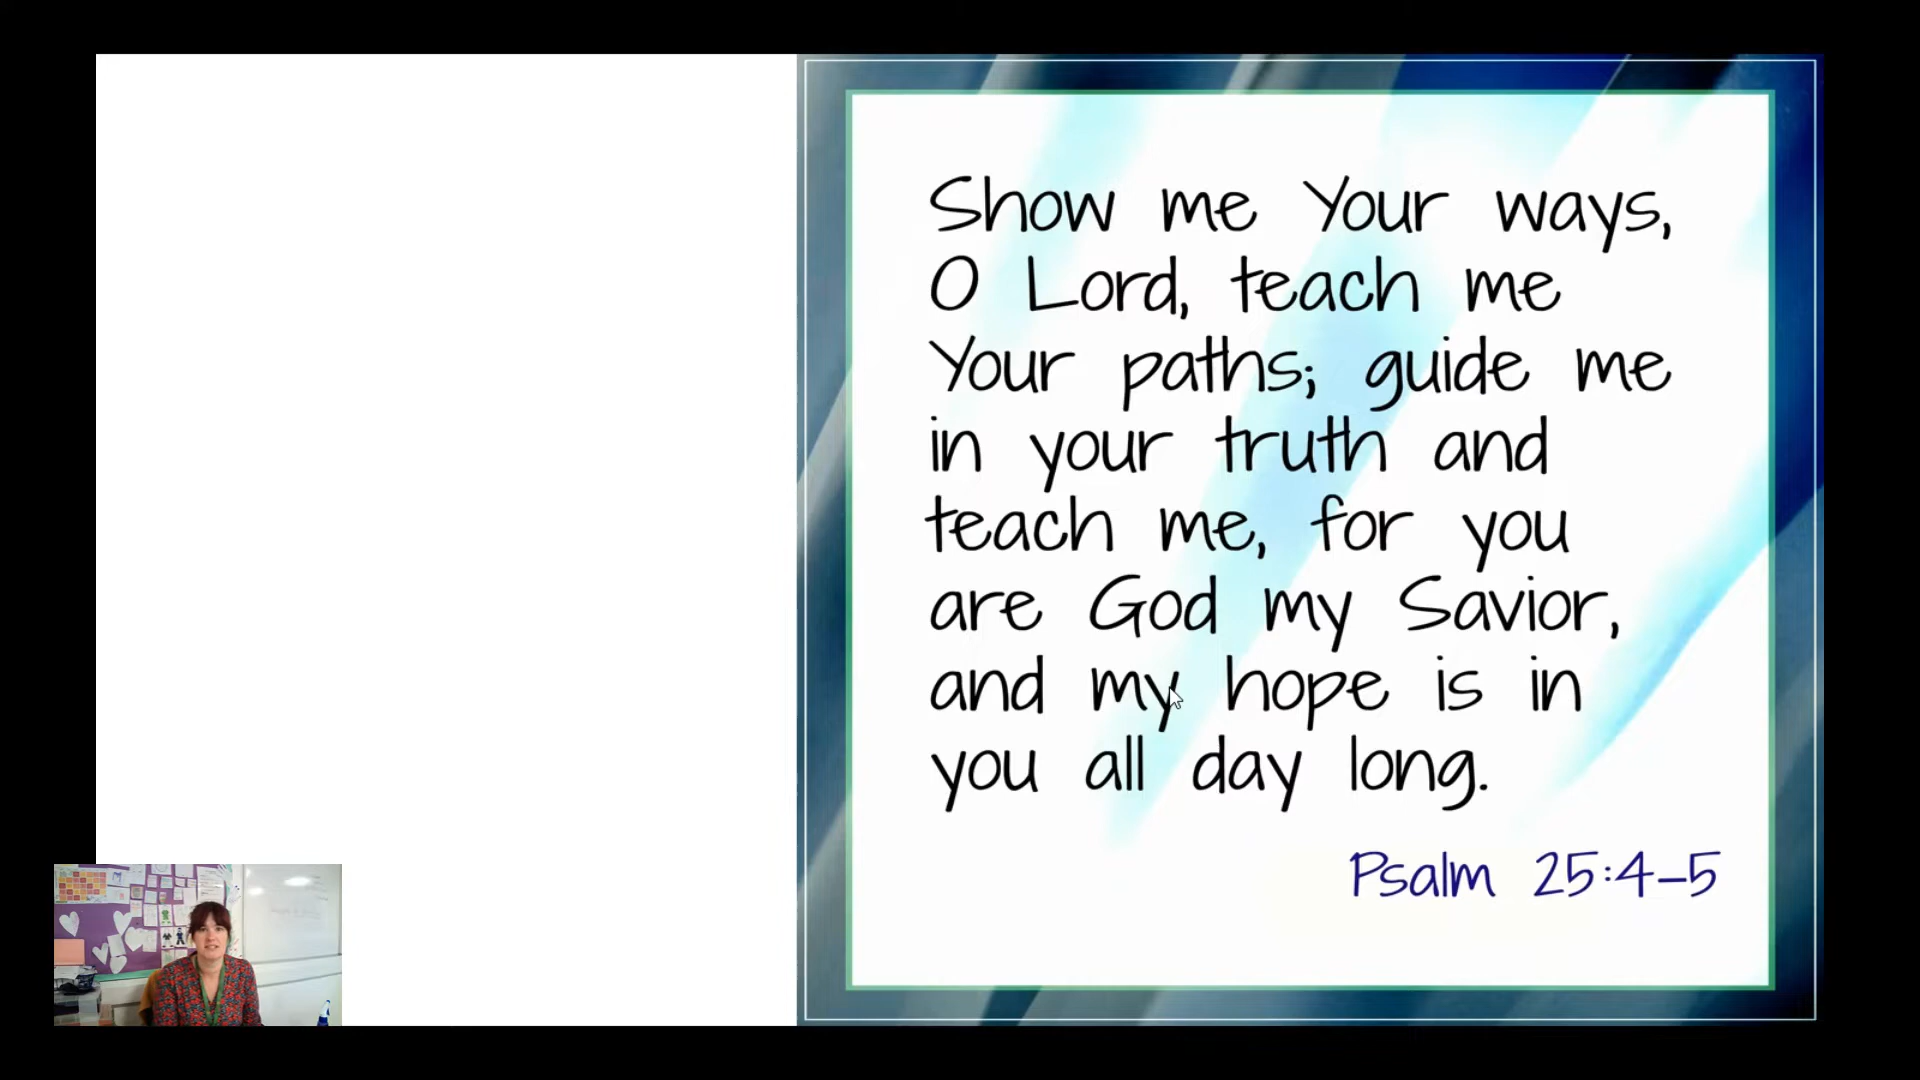 Show me Your ways,
O Lord, teach me
Your paths; guide me
in your truth and
teach me, for you
are God my Savior,
and my hope is in
you all day long.
Psalm 25:4-5